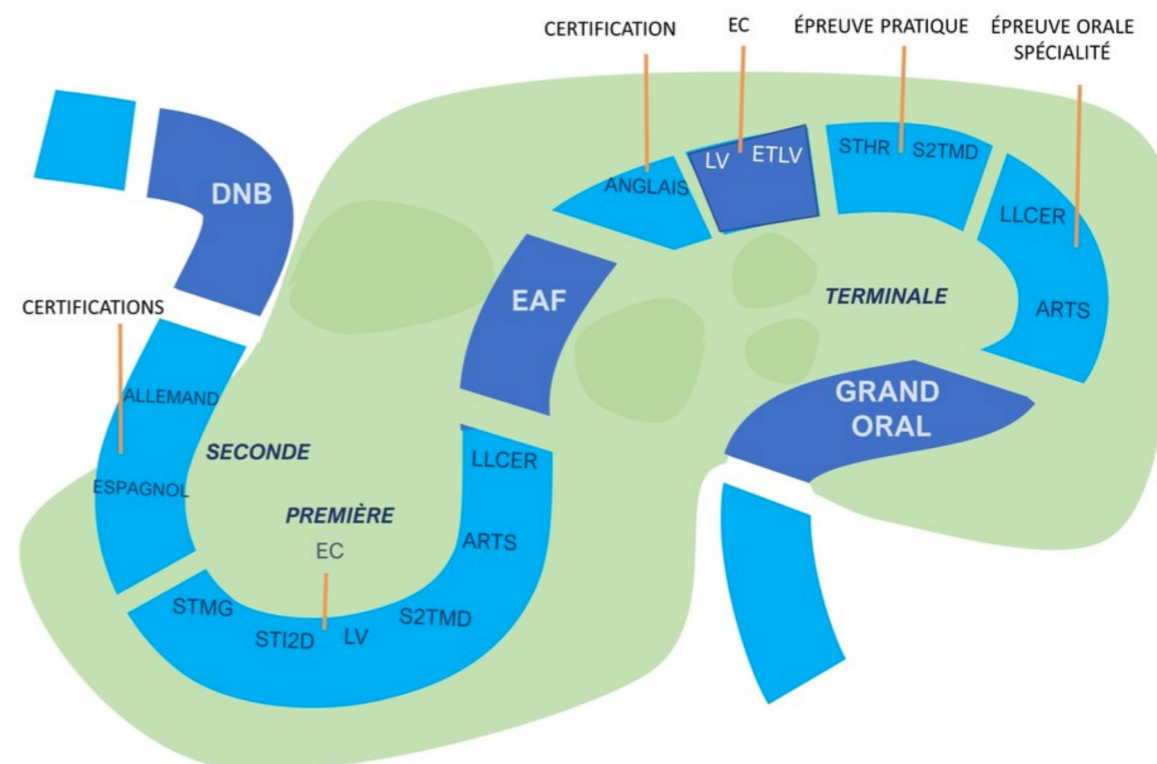 CERTIFICATION
EC
ÉPREUVE PRATIQUE
ÉPREUVE ORALE
SPÉCIALITÉ
DNB
ANGLAIS
LV
ETLV
STHR
S2TMD
LLCER
ARTS
TERMINALE
EAF
CERTIFICATIONS
ALLEMAND
ESPAGNOL
SECONDE
PREMIÈRE
EC
STMG
STI2D
LV
S2TMD
ARTS
LLCER
GRAND
ORAL